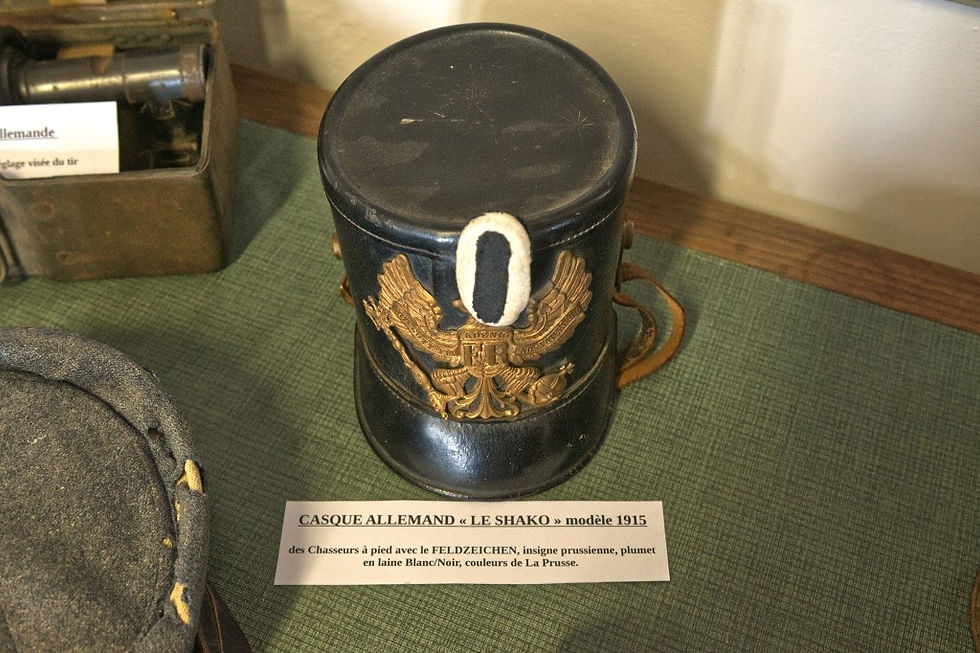 llemande
églage visée du tir
FR
CASQUE ALLEMAND « LE SHAKO » modèle 1915
des Chasseurs à pied avec le FELDZEICHEN, insigne prussienne, plumet
en laine Blanc/Noir, couleurs de La Prusse.